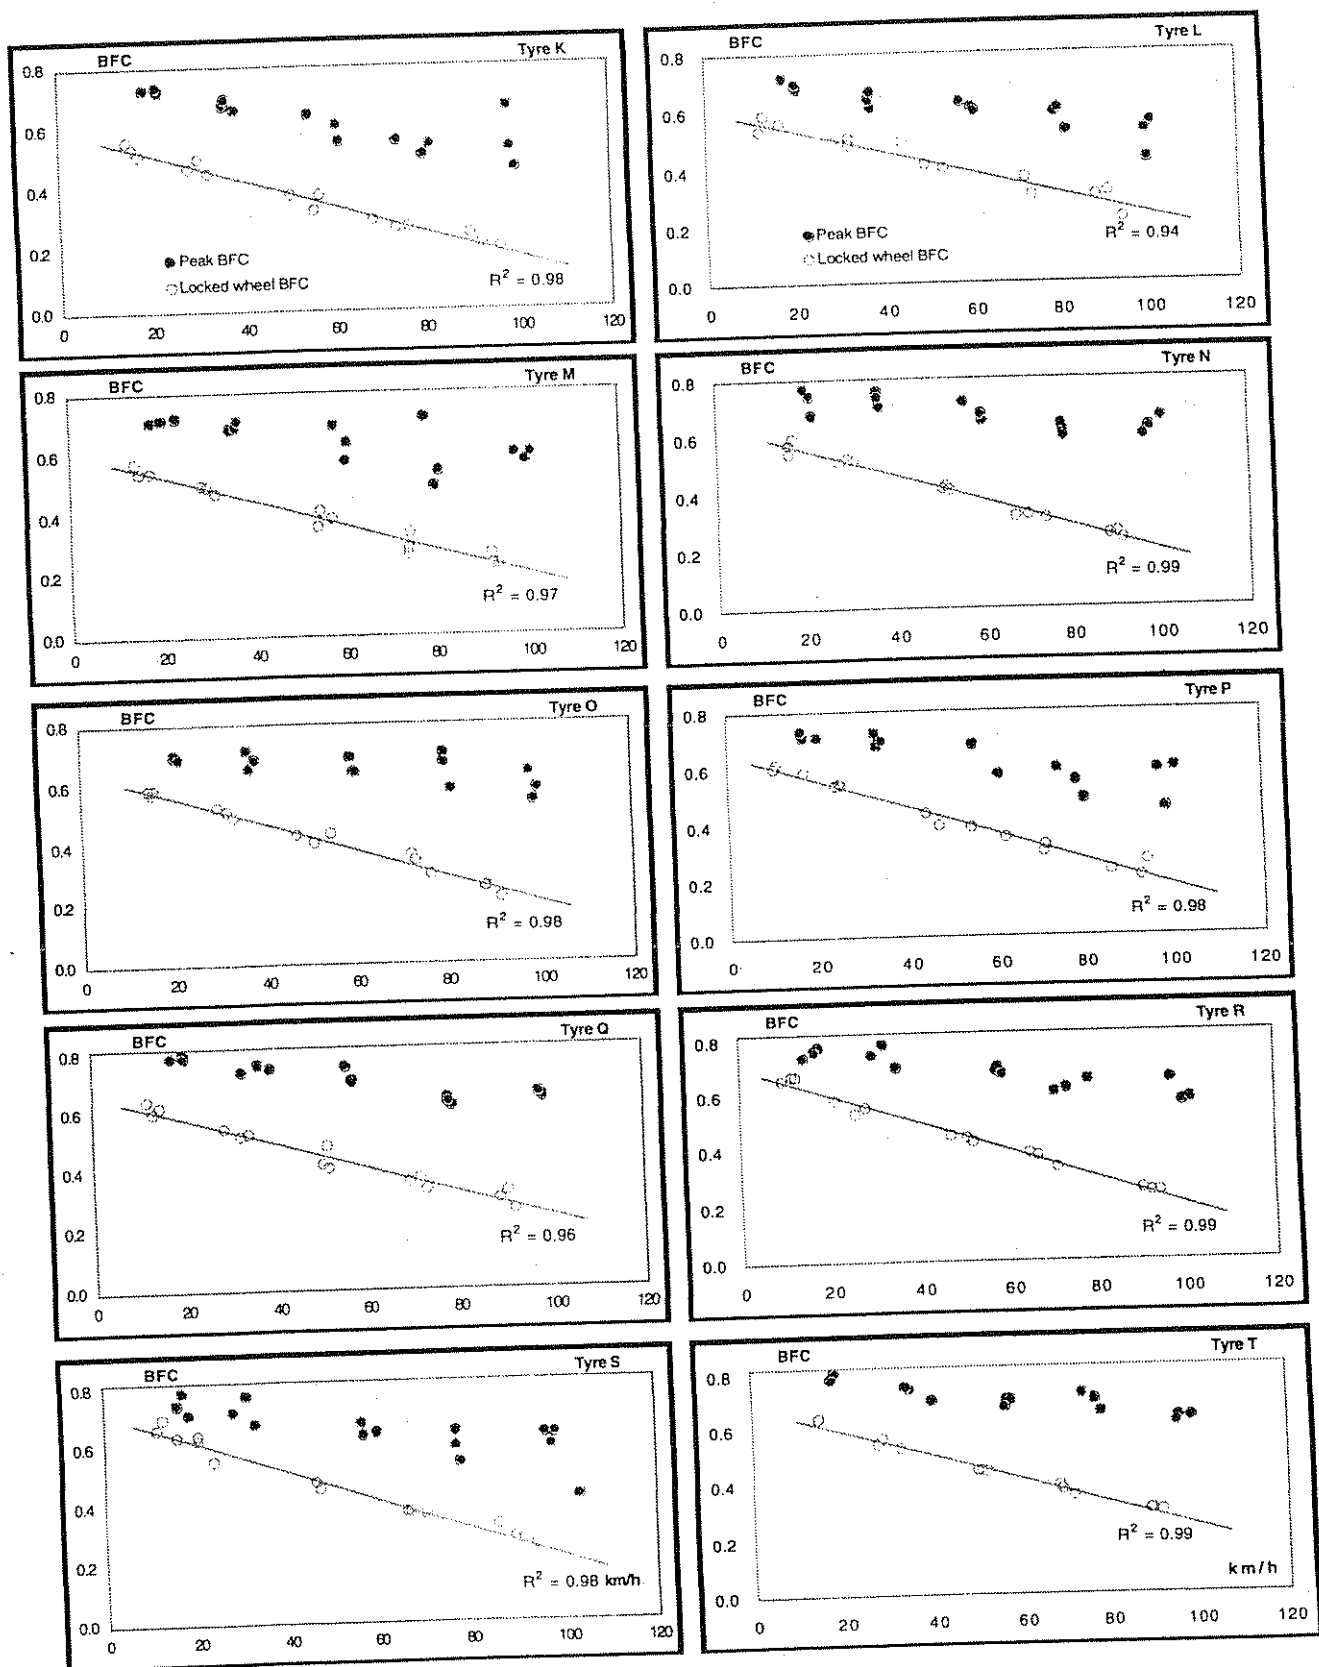 BFC Tyre K
0.8
0.6
0.4
0.2
Peak BFC
Locked wheel BFC
R² = 0.98
0.0
0 20 40 60 80 100 120
BFC Tyre L
0.8
0.6
0.4
0.2
Peak BFC
Locked wheel BFC
R² = 0.94
0.0
0 20 40 60 80 100 120
BFC Tyre M
0.8
0.6
0.4
0.2
R² = 0.97
0.0
0 20 40 60 80 100 120
BFC Tyre N
0.8
0.6
0.4
0.2
R² = 0.99
0.0
0 20 40 60 80 100 120
BFC Tyre O
0.8
0.6
0.4
0.2
R² = 0.98
0.0
0 20 40 60 80 100 120
BFC Tyre P
0.8
0.6
0.4
0.2
R² = 0.98
0.0
0 20 40 60 80 100 120
BFC Tyre Q
0.8
0.6
0.4
0.2
R² = 0.96
0.0
0 20 40 60 80 100 120
BFC Tyre R
0.8
0.6
0.4
0.2
R² = 0.99
0.0
0 20 40 60 80 100 120
BFC Tyre S
0.8
0.6
0.4
0.2
R² = 0.98 km/h
0.0
0 20 40 60 80 100 120
BFC Tyre T
0.8
0.6
0.4
0.2
R² = 0.99
km/h
0.0
0 20 40 60 80 100 120